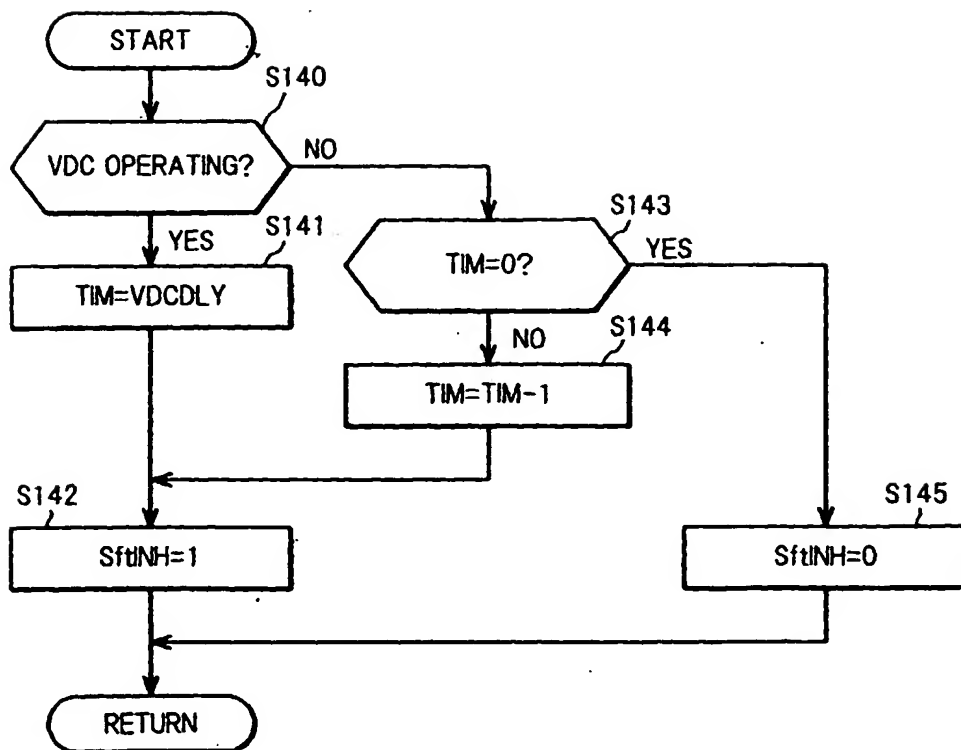 START
S140
VDC OPERATING?
NO
S143
S141
YES
TIM=0?
YES
TIM=VDCDLY
S144
NO
TIM=TIM-1
S142
S145
SftINH=1
SftINH=0
RETURN